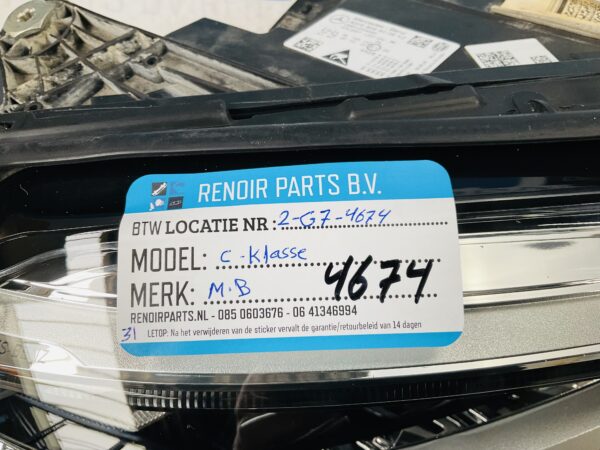 RENOIR PARTS B.V.
BTW LOCATIE NR : 2-G7-4674
MODEL: C-Klasse
MERK: M.B 4674
RENOIRPARTS.NL - 085 0603676 - 06 41346994
31 LETOP: Na het verwijderen van de sticker vervalt de garantie/retourbeleid van 14 dagen